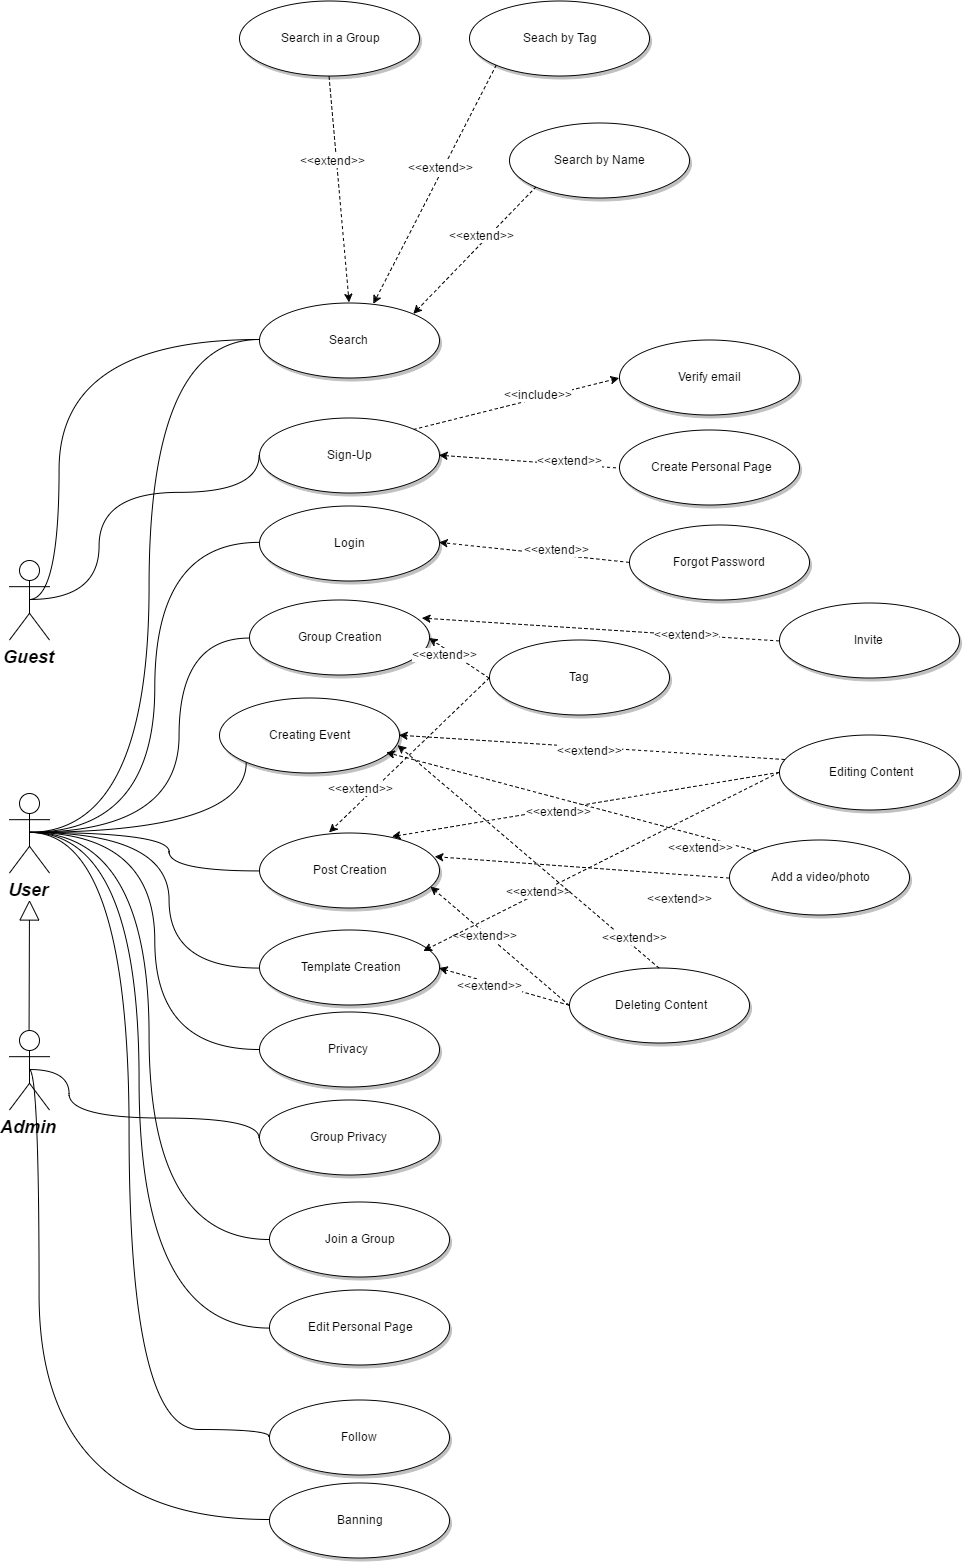 Search in a Group
Seach by Tag
Search by Name
<<extend>>
<<extend>>
<<extend>>
Search
Verify email
<<include>>
Sign-Up
<<extend>>
Create Personal Page
Login
<<extend>>
Forgot Password
Guest
Group Creation
<<extend>>
Invite
<<extend>>
Tag
Creating Event
<<extend>>
Editing Content
<<extend>>
<<extend>>
User
Post Creation
<<extend>>
Add a video/photo
<<extend>>
<<extend>>
<<extend>>
<<extend>>
Template Creation
<<extend>>
Deleting Content
Privacy
Admin
Group Privacy
Join a Group
Edit Personal Page
Follow
Banning